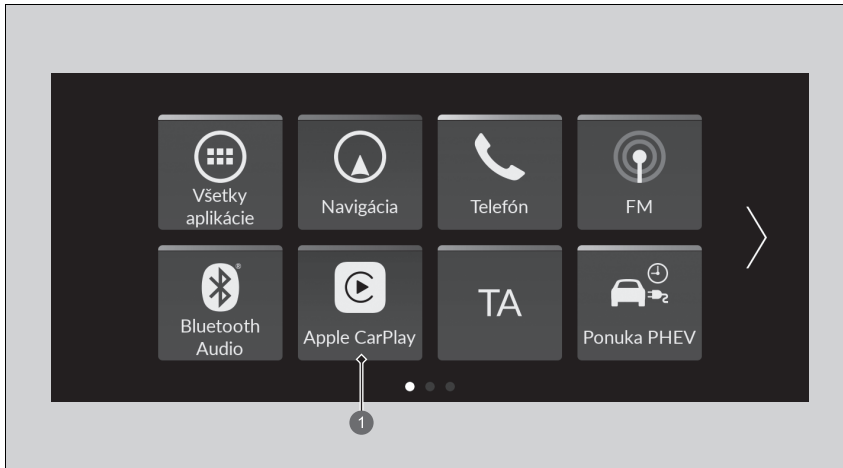 Všetky
aplikácie
Navigácia
Telefón
FM
Bluetooth®
Audio
Apple CarPlay
TA
Ponuka PHEV
1